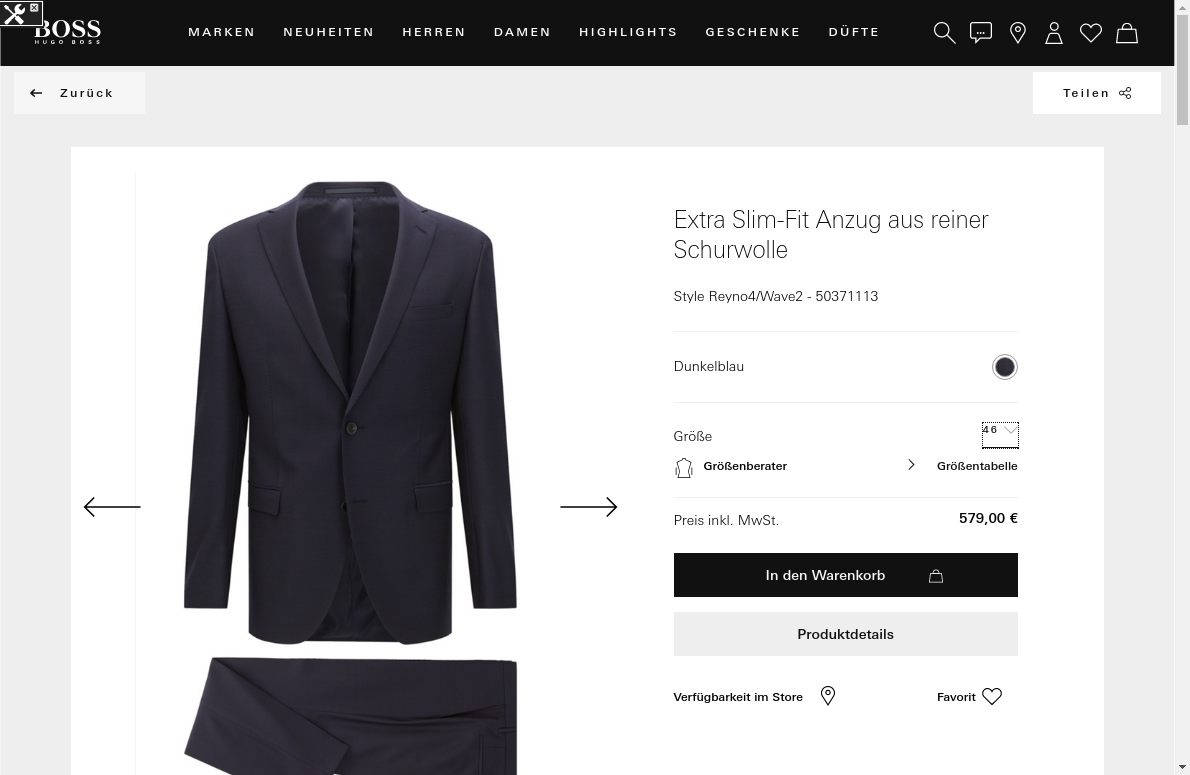 BOSS
HUGO BOSS
MARKEN
NEUHEITEN
HERREN
DAMEN
HIGHLIGHTS
GESCHENKE
DÜFTE
Zurück
Teilen
Extra Slim-Fit Anzug aus reiner
Schurwolle
Style Reyno4/Wave2 - 50371113
Dunkelblau
Größe
46
Größenberater
Größentabelle
Preis inkl. MwSt.
579,00 €
In den Warenkorb
Produktdetails
Verfügbarkeit im Store
Favorit